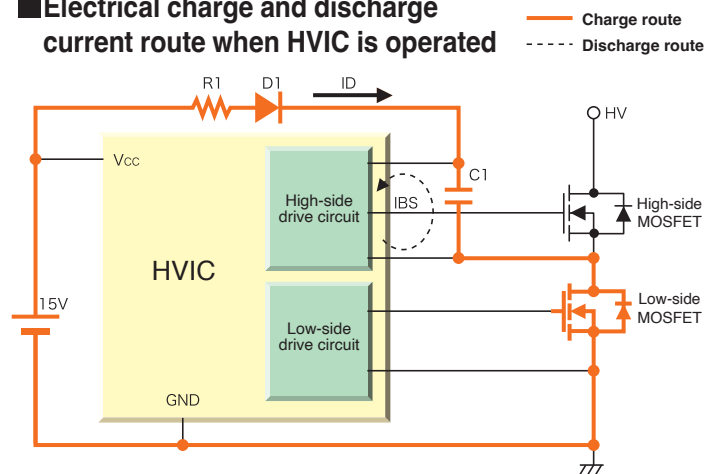 ■Electrical charge and discharge
current route when HVIC is operated
Charge route
Discharge route
R1
D1
ID
HV
Vcc
C1
High-side
drive circuit
IBS
High-side
MOSFET
HVIC
15V
Low-side
MOSFET
Low-side
drive circuit
GND